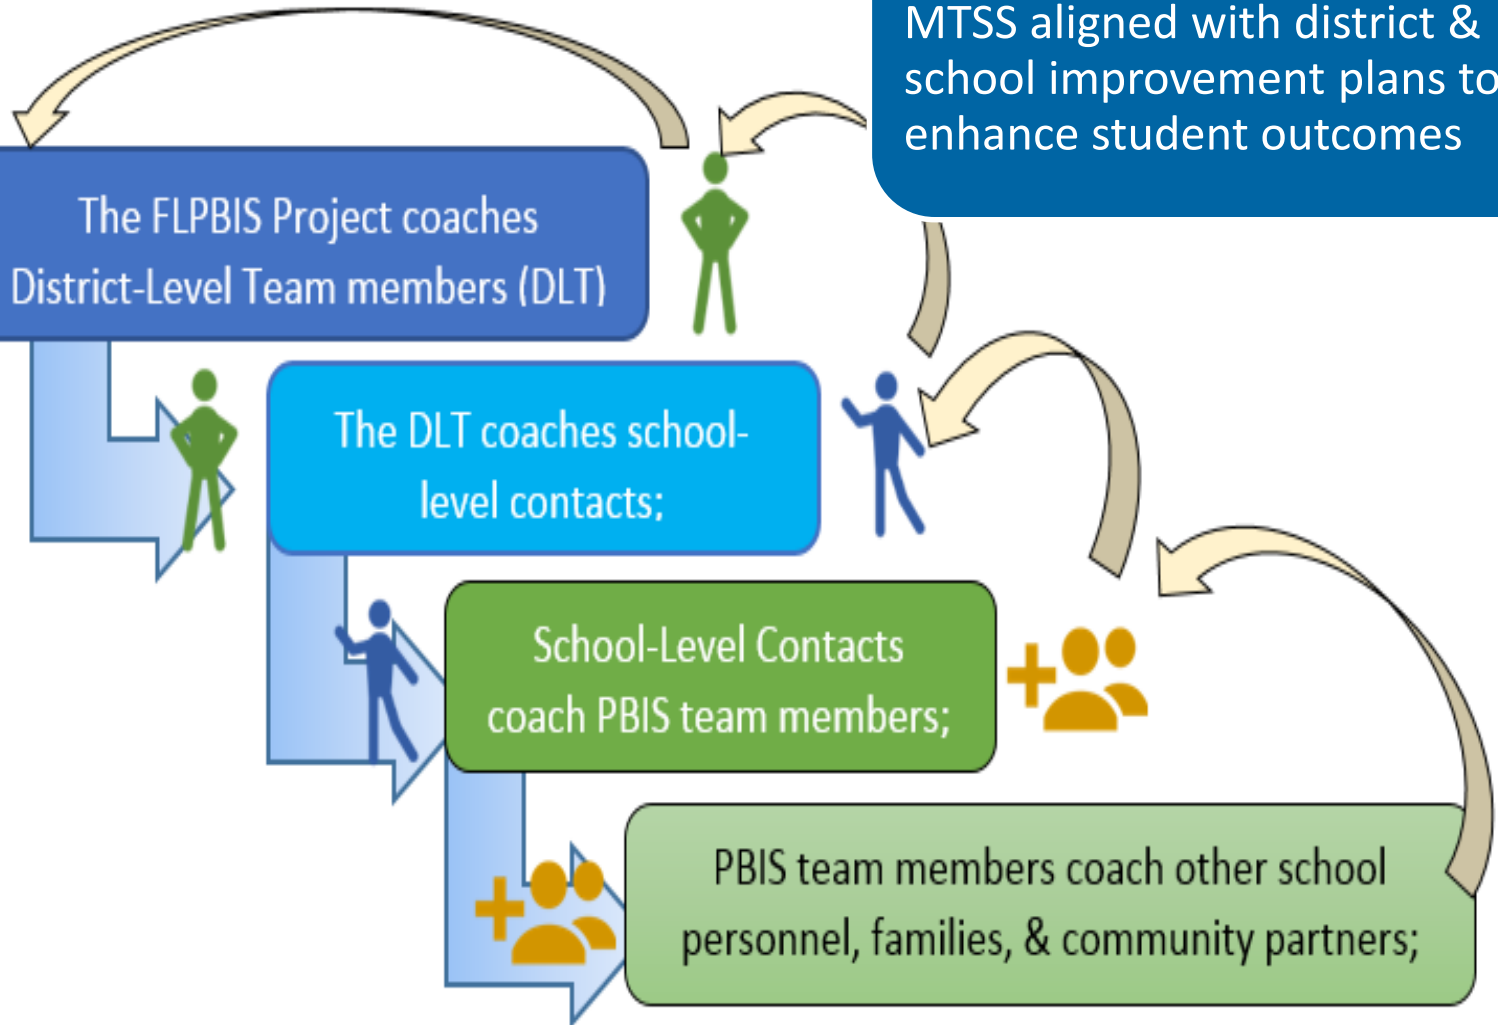 MTSS aligned with district &
school improvement plans to
enhance student outcomes
The FLPBIS Project coaches
District-Level Team members (DLT)
The DLT coaches school-
level contacts;
School-Level Contacts
coach PBIS team members;
PBIS team members coach other school
personnel, families, & community partners;